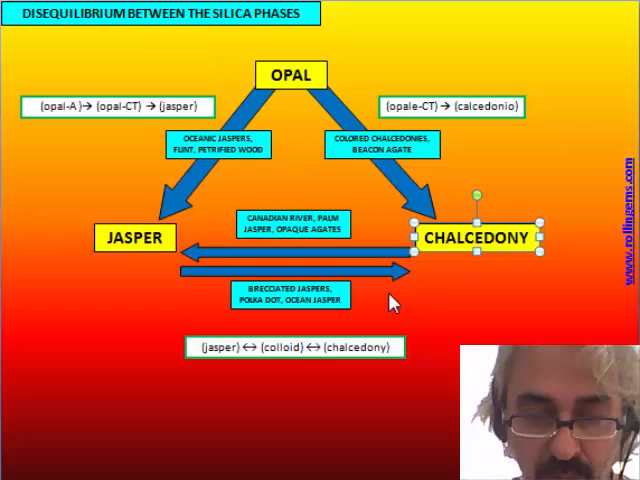 DISEQUILIBRIUM BETWEEN THE SILICA PHASES
OPAL
(opal-A)→ (opal-CT) → (jasper)
(opale-CT)→ (calcedonio)
OCEANIC JASPERS,
FLINT, PETRIFIED WOOD
COLORED CHALCEDONIES,
BEACON AGATE
www.rollingems.com
CANADIAN RIVER, PALM
JASPER, OPAQUE AGATES
JASPER
CHALCEDONY
BRECCIATED JASPERS,
POLKA DOT, OCEAN JASPER
(jasper) ↔ (colloid) ↔ (chalcedony)